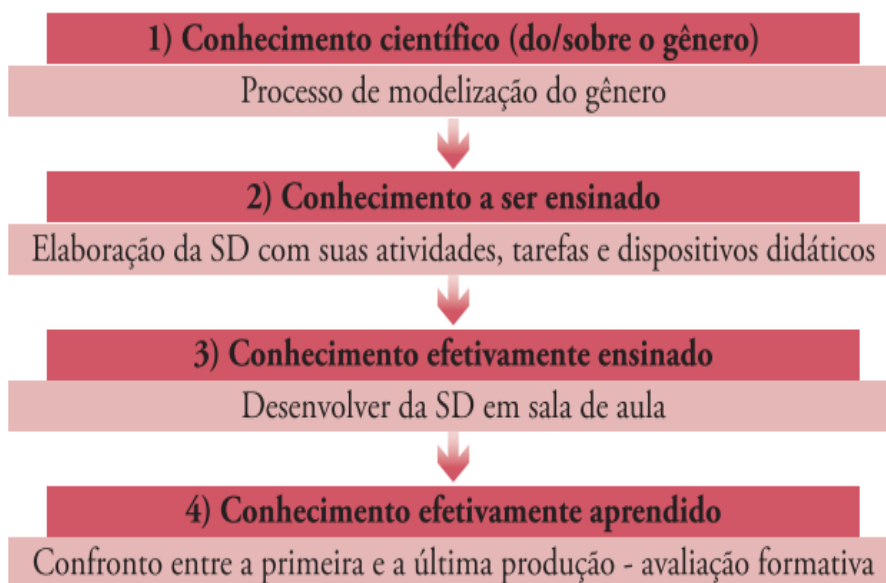 1) Conhecimento científico (do/sobre o gênero)
Processo de modelização do gênero
2) Conhecimento a ser ensinado
Elaboração da SD com suas atividades, tarefas e dispositivos didáticos
3) Conhecimento efetivamente ensinado
Desenvolver da SD em sala de aula
4) Conhecimento efetivamente aprendido
Confronto entre a primeira e a última produção - avaliação formativa